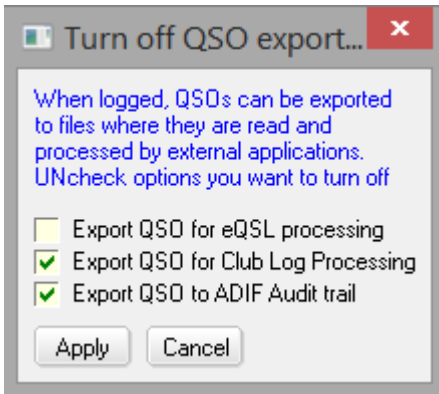 Turn off QSO export...
When logged, QSOs can be exported
to files where they are read and
processed by external applications.
UNcheck options you want to turn off
Export QSO for eQSL processing
Export QSO for Club Log Processing
Export QSO to ADIF Audit trail
Apply Cancel